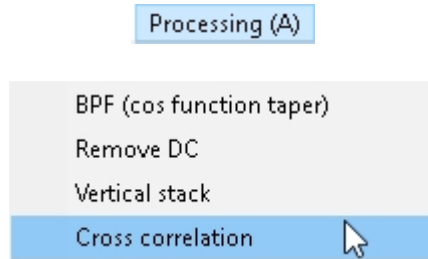 Processing (A)
BPF (cos function taper)
Remove DC
Vertical stack
Cross correlation